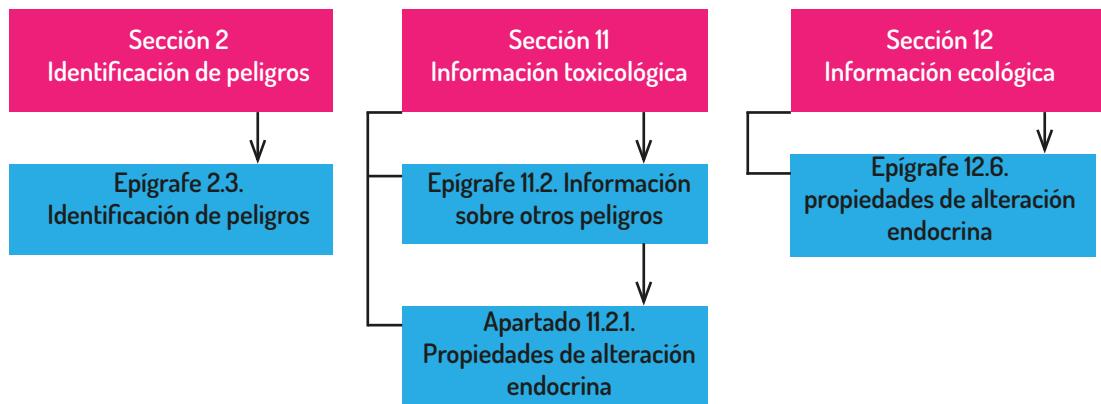 Sección 2
Identificación de peligros
Epígrafe 2.3.
Identificación de peligros
Sección 11
Información toxicológica
Epígrafe 11.2. Información
sobre otros peligros
Apartado 11.2.1.
Propiedades de alteración
endocrina
Sección 12
Información ecológica
Epígrafe 12.6.
propiedades de alteración
endocrina